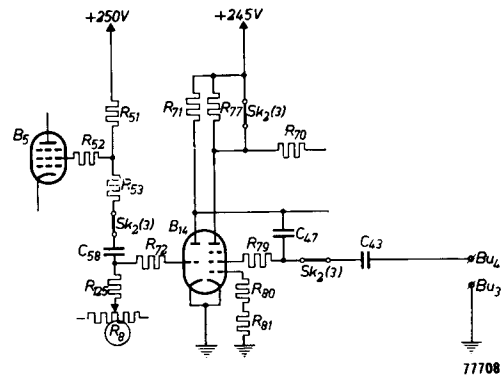 +250V +245V
R51
R71 R77 Sk2(3)
B5 R52 R70
R53
Sk2(3) B14
C58 R72 R79 C47 C43
Sk2(3) Bu4
R125 R80 Bu3
R8 R81
77708